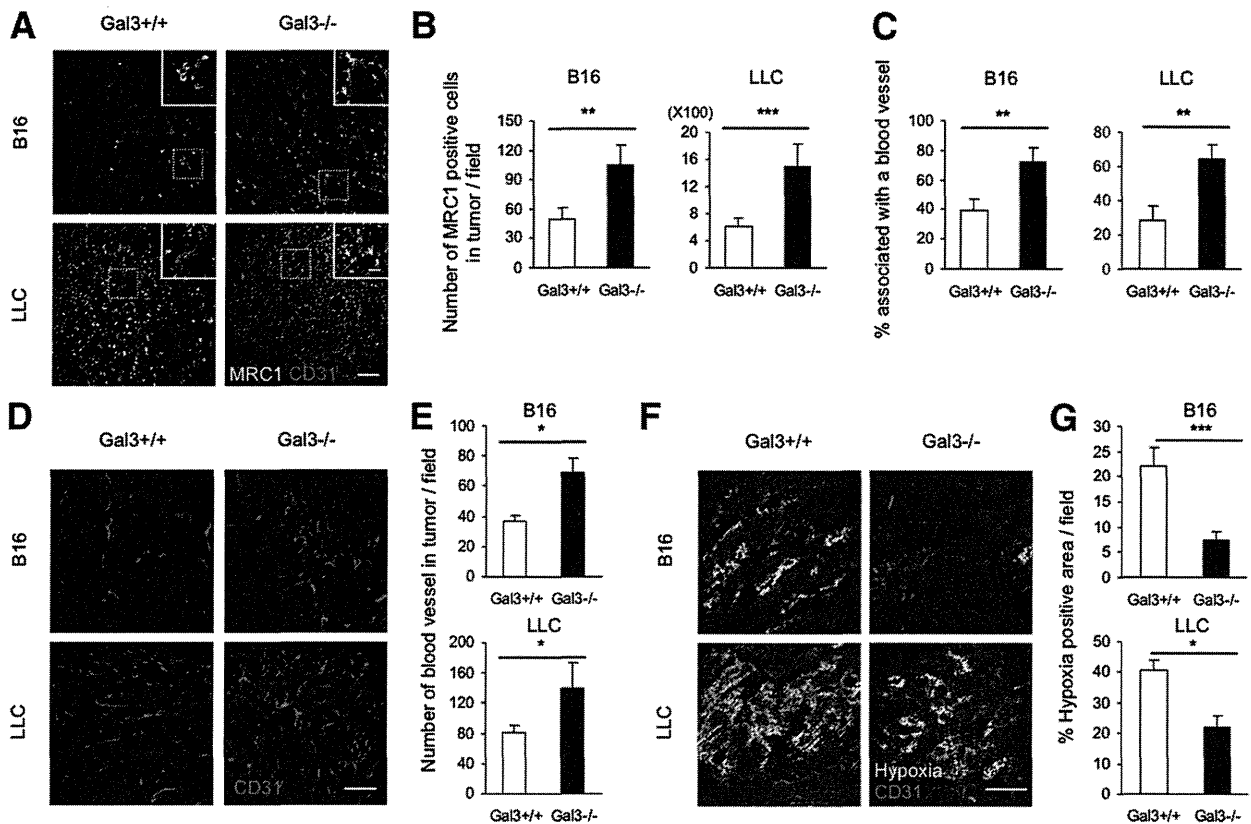 A
Gal3+/+
Gal3-/-
B16
LLC
MRC1 CD31
B
Number of MRC1 positive cells
in tumor / field
B16
**
150
120
90
60
30
0
Gal3+/+ Gal3-/-
LLC
(X100)
***
20
16
12
8
4
0
Gal3+/+ Gal3-/-
C
% associated with a blood vessel
B16
**
100
80
60
40
20
0
Gal3+/+ Gal3-/-
LLC
**
80
60
40
20
0
Gal3+/+ Gal3-/-
D
Gal3+/+
Gal3-/-
B16
LLC
CD31
E
Number of blood vessel in tumor / field
B16
*
100
80
60
40
20
0
Gal3+/+ Gal3-/-
LLC
*
200
160
120
80
40
0
Gal3+/+ Gal3-/-
F
Gal3+/+
Gal3-/-
B16
LLC
Hypoxia
CD31
G
% Hypoxia positive area / field
B16
***
30
25
20
15
10
5
0
Gal3+/+ Gal3-/-
LLC
*
50
40
30
20
10
0
Gal3+/+ Gal3-/-